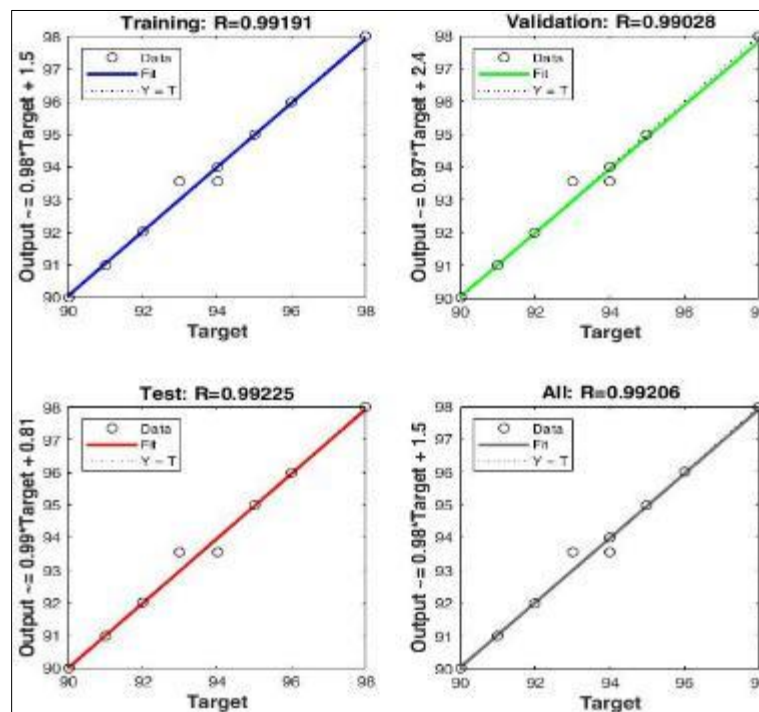 Training: R=0.99191
Output ~= 0.98*Target + 1.5
98
97
96
95
94
93
92
91
90
Data
Fit
Y = T
90 92 94 96 98
Target
Validation: R=0.99028
Output ~= 0.97*Target + 2.4
98
97
96
95
94
93
92
91
90
Data
Fit
Y = T
90 92 94 96 9
Target
Test: R=0.99225
Output ~= 0.99*Target + 0.81
98
97
96
95
94
93
92
91
90
Data
Fit
Y = T
90 92 94 96 98
Target
All: R=0.99206
Output ~= 0.98*Target + 1.5
98
97
96
95
94
93
92
91
90
Data
Fit
Y = T
90 92 94 96 9
Target